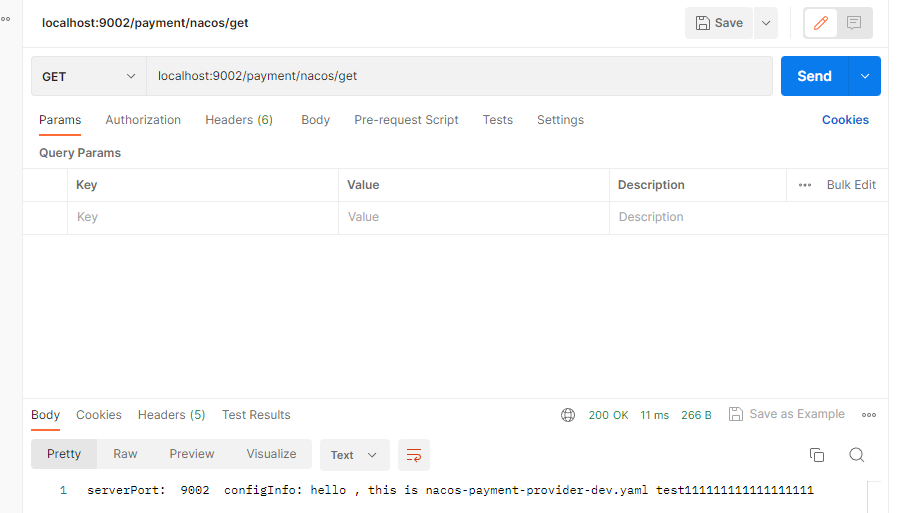 localhost:9002/payment/nacos/get
Save
GET
localhost:9002/payment/nacos/get
Send
Params Authorization Headers (6) Body Pre-request Script Tests Settings Cookies
Query Params
Key Value Description Bulk Edit
Key Value Description
Body Cookies Headers (5) Test Results 200 OK 11 ms 266 B Save as Example
Pretty Raw Preview Visualize Text
1 serverPort: 9002 configInfo: hello , this is nacos-payment-provider-dev.yaml test111111111111111111